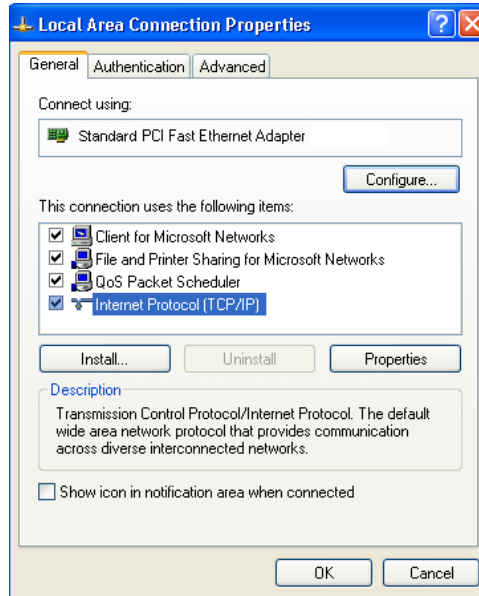 Local Area Connection Properties ? X
General Authentication Advanced
Connect using:
Standard PCI Fast Ethernet Adapter
Configure...
This connection uses the following items:
Client for Microsoft Networks
File and Printer Sharing for Microsoft Networks
QoS Packet Scheduler
Internet Protocol (TCP/IP)
Install... Uninstall Properties
Description
Transmission Control Protocol/Internet Protocol. The default
wide area network protocol that provides communication
across diverse interconnected networks.
Show icon in notification area when connected
OK Cancel